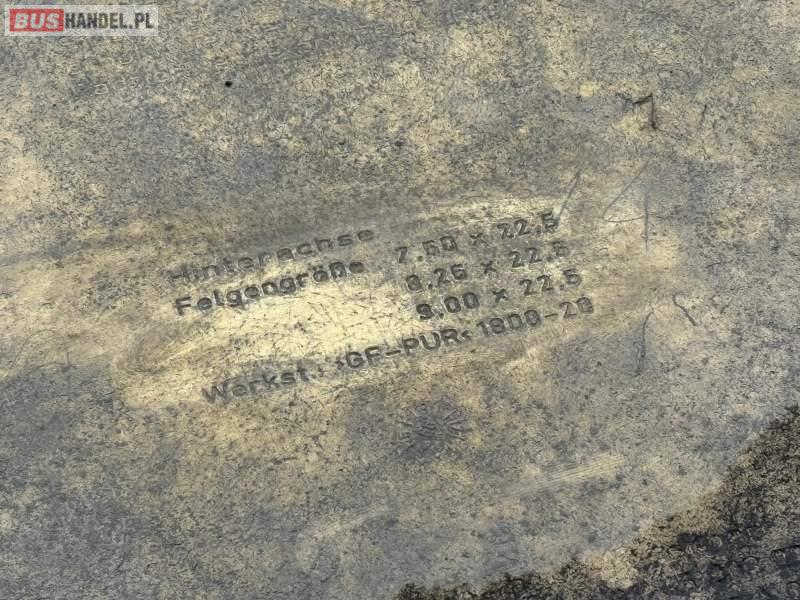 BUSHANDEL.PL
Hinterachse
Felgengröße 7,50 x 22,5
8,25 x 22,5
9,00 x 22,5
Werkst.: >GF-PUR< 1800-20